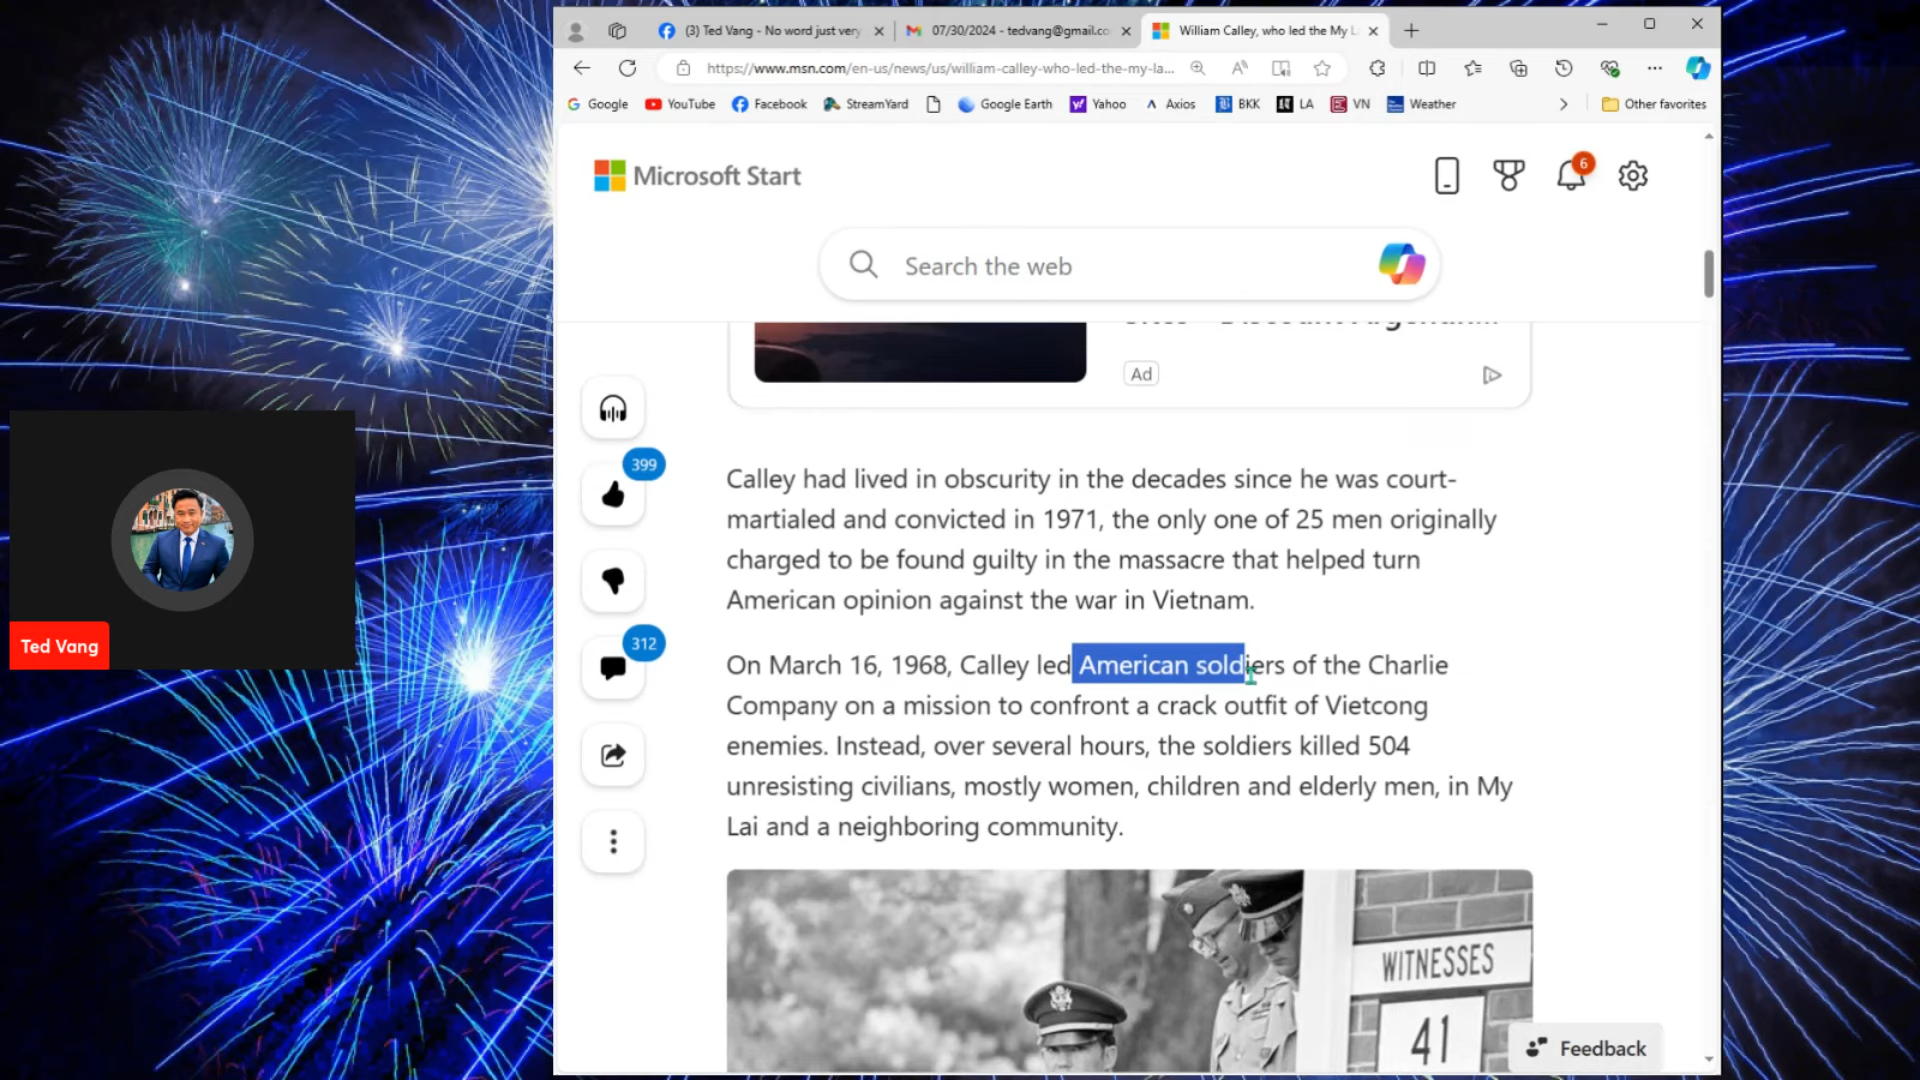 (3) Ted Vang - No word just very
07/30/2024 - tedvang@gmail.co
William Calley, who led the My L
https://www.msn.com/en-us/news/us/william-calley-who-led-the-my-la...
Google YouTube Facebook StreamYard Google Earth Yahoo Axios BKK LA VN Weather Other favorites
Microsoft Start
6
Search the web
Ad
399
Calley had lived in obscurity in the decades since he was court-
martialed and convicted in 1971, the only one of 25 men originally
charged to be found guilty in the massacre that helped turn
American opinion against the war in Vietnam.
312
On March 16, 1968, Calley led American soldiers of the Charlie
Company on a mission to confront a crack outfit of Vietcong
enemies. Instead, over several hours, the soldiers killed 504
unresisting civilians, mostly women, children and elderly men, in My
Lai and a neighboring community.
WITNESSES
41
Feedback
Ted Vang